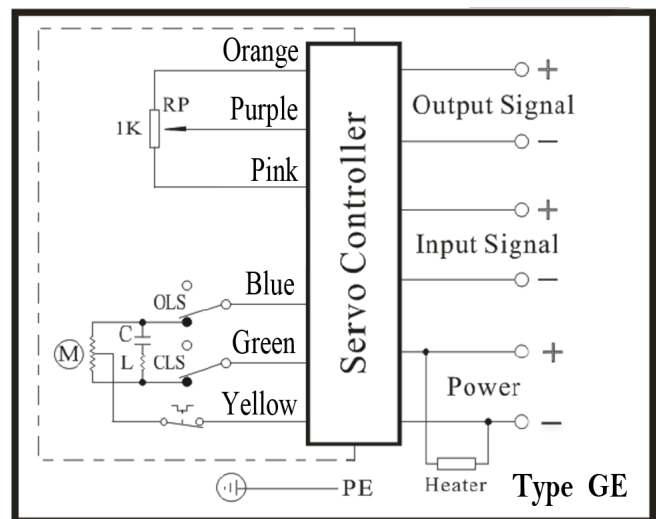 Orange
RP
1K
Purple
Pink
Servo Controller
+
Output Signal
−
+
Input Signal
−
Blue
OLS
C
M
L
CLS
Green
Yellow
+
Power
−
Heater
PE
Type GE